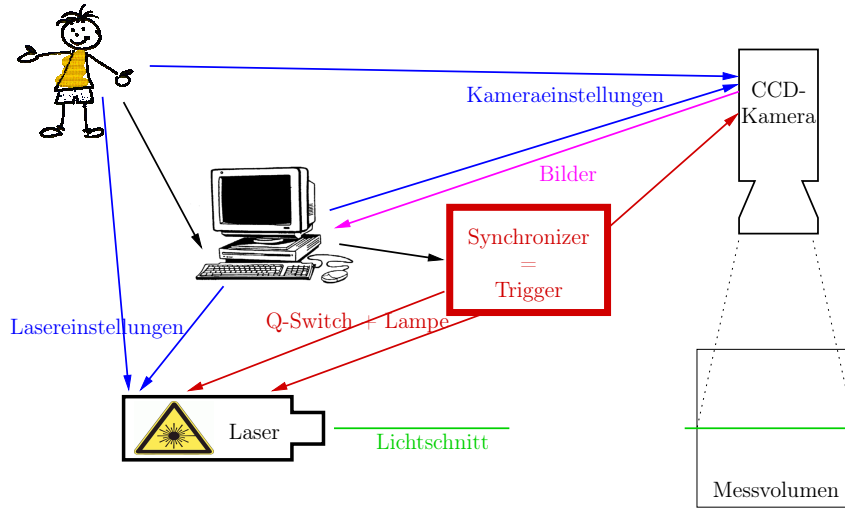 Kameraeinstellungen
CCD-
Kamera
Bilder
Synchronizer
=
Trigger
Lasereinstellungen
Q-Switch + Lampe
Laser
Lichtschnitt
Messvolumen